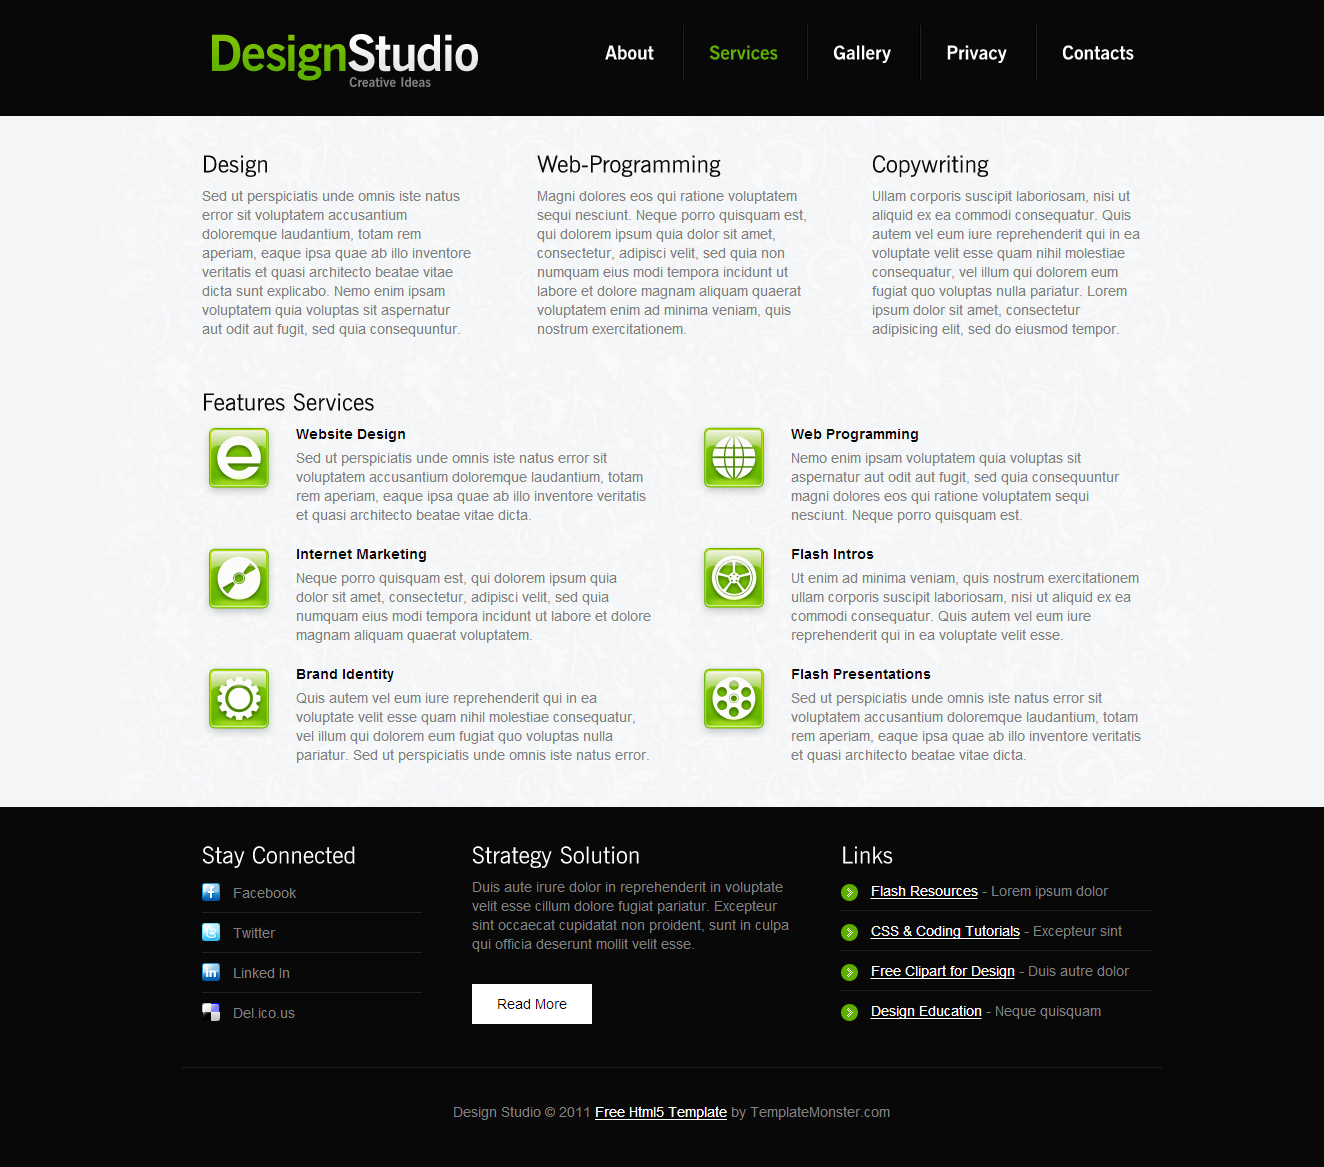 DesignStudio
Creative Ideas
About
Services
Gallery
Privacy
Contacts
Design
Sed ut perspiciatis unde omnis iste natus
error sit voluptatem accusantium
doloremque laudantium, totam rem
aperiam, eaque ipsa quae ab illo inventore
veritatis et quasi architecto beatae vitae
dicta sunt explicabo. Nemo enim ipsam
voluptatem quia voluptas sit aspernatur
aut odit aut fugit, sed quia consequuntur.
Web-Programming
Magni dolores eos qui ratione voluptatem
sequi nesciunt. Neque porro quisquam est,
qui dolorem ipsum quia dolor sit amet,
consectetur, adipisci velit, sed quia non
numquam eius modi tempora incidunt ut
labore et dolore magnam aliquam quaerat
voluptatem enim ad minima veniam, quis
nostrum exercitationem.
Copywriting
Ullam corporis suscipit laboriosam, nisi ut
aliquid ex ea commodi consequatur. Quis
autem vel eum iure reprehenderit qui in ea
voluptate velit esse quam nihil molestiae
consequatur, vel illum qui dolorem eum
fugiat quo voluptas nulla pariatur. Lorem
ipsum dolor sit amet, consectetur
adipisicing elit, sed do eiusmod tempor.
Features Services
Website Design
Sed ut perspiciatis unde omnis iste natus error sit
voluptatem accusantium doloremque laudantium, totam
rem aperiam, eaque ipsa quae ab illo inventore veritatis
et quasi architecto beatae vitae dicta.
Web Programming
Nemo enim ipsam voluptatem quia voluptas sit
aspernatur aut odit aut fugit, sed quia consequuntur
magni dolores eos qui ratione voluptatem sequi
nesciunt. Neque porro quisquam est.
Internet Marketing
Neque porro quisquam est, qui dolorem ipsum quia
dolor sit amet, consectetur, adipisci velit, sed quia
numquam eius modi tempora incidunt ut labore et dolore
magnam aliquam quaerat voluptatem.
Flash Intros
Ut enim ad minima veniam, quis nostrum exercitationem
ullam corporis suscipit laboriosam, nisi ut aliquid ex ea
commodi consequatur. Quis autem vel eum iure
reprehenderit qui in ea voluptate velit esse.
Brand Identity
Quis autem vel eum iure reprehenderit qui in ea
voluptate velit esse quam nihil molestiae consequatur,
vel illum qui dolorem eum fugiat quo voluptas nulla
pariatur. Sed ut perspiciatis unde omnis iste natus error.
Flash Presentations
Sed ut perspiciatis unde omnis iste natus error sit
voluptatem accusantium doloremque laudantium, totam
rem aperiam, eaque ipsa quae ab illo inventore veritatis
et quasi architecto beatae vitae dicta.
Stay Connected
Facebook
Twitter
Linked In
Del.ico.us
Strategy Solution
Duis aute irure dolor in reprehenderit in voluptate
velit esse cillum dolore fugiat pariatur. Excepteur
sint occaecat cupidatat non proident, sunt in culpa
qui officia deserunt mollit velit esse.
Read More
Links
Flash Resources - Lorem ipsum dolor
CSS & Coding Tutorials - Excepteur sint
Free Clipart for Design - Duis autre dolor
Design Education - Neque quisquam
Design Studio © 2011 Free Html5 Template by TemplateMonster.com